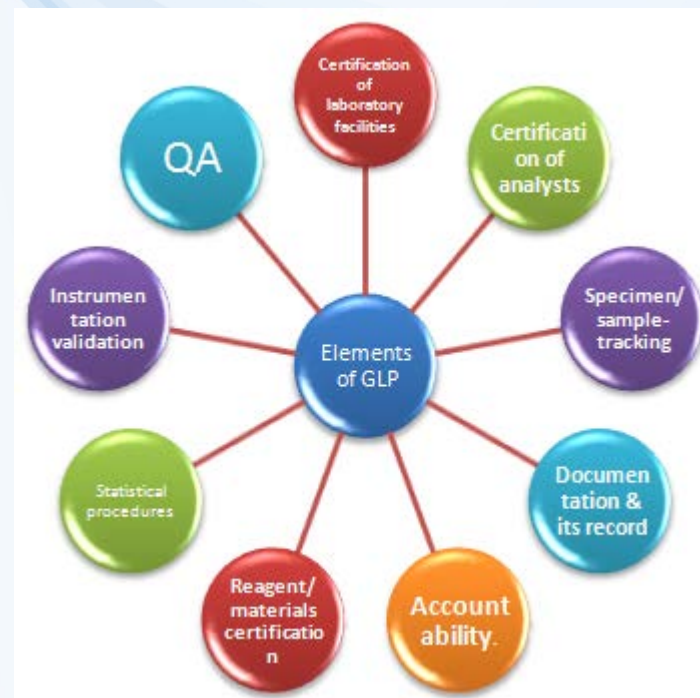 Certification
of
laboratory
facilities
Certificati
on of
analysts
Specimen/
sample-
tracking
Documen
tation &
its record
Account
ability.
Reagent/
materials
certificatio
n
Statistical
procedures
Instrumen
tation
validation
QA
Elements
of GLP